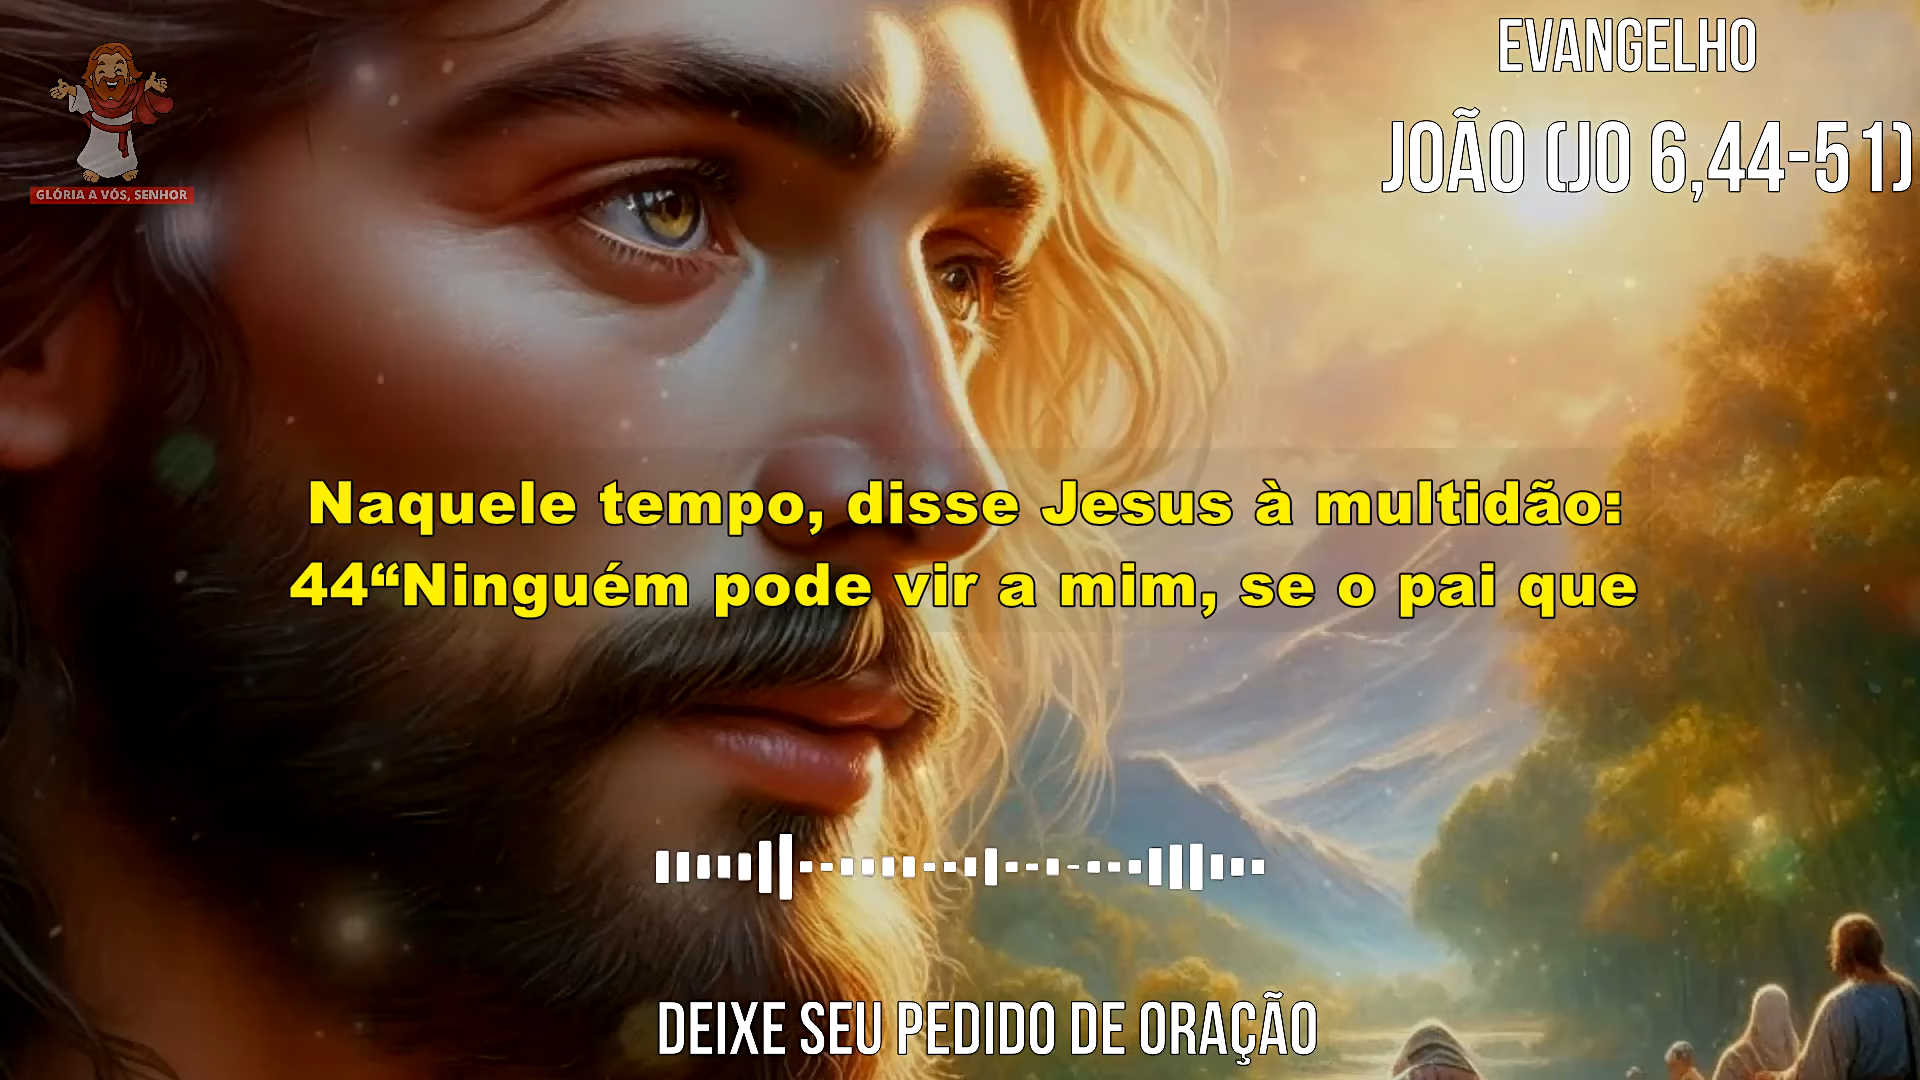 GLÓRIA A VÓS, SENHOR
EVANGELHO
JOÃO (JO 6,44-51)
Naquele tempo, disse Jesus à multidão:
44“Ninguém pode vir a mim, se o pai que
DEIXE SEU PEDIDO DE ORAÇÃO